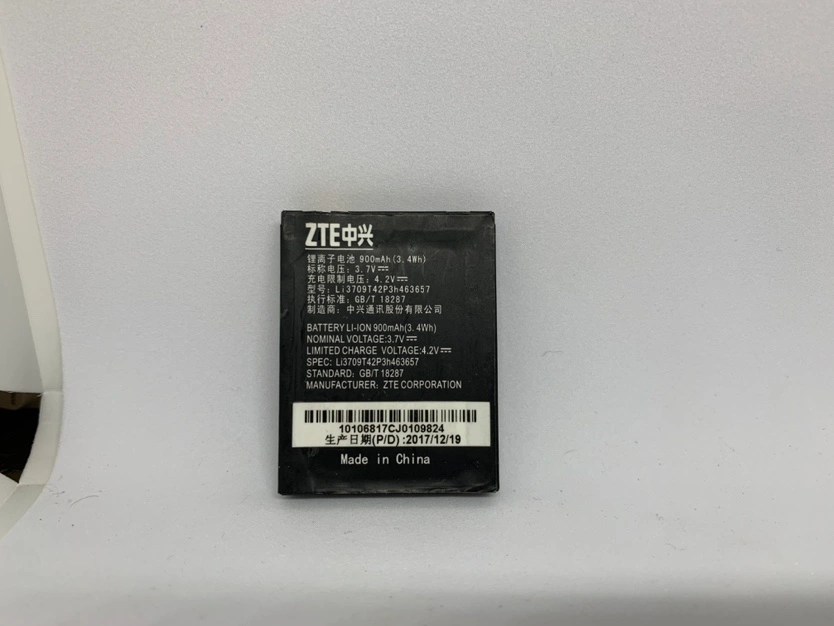 ZTE中兴
锂离子电池 900mAh(3.4Wh)
标称电压: 3.7V
充电限制电压: 4.2V
型号: Li3709T42P3h463657
执行标准: GB/T 18287
制造商: 中兴通讯股份有限公司
BATTERY LI-ION 900mAh(3.4Wh)
NOMINAL VOLTAGE:3.7V
LIMITED CHARGE VOLTAGE:4.2V
SPEC: Li3709T42P3h463657
STANDARD: GB/T 18287
MANUFACTURER: ZTE CORPORATION
10106817CJ0109824
生产日期(P/D) :2017/12/19
Made in China